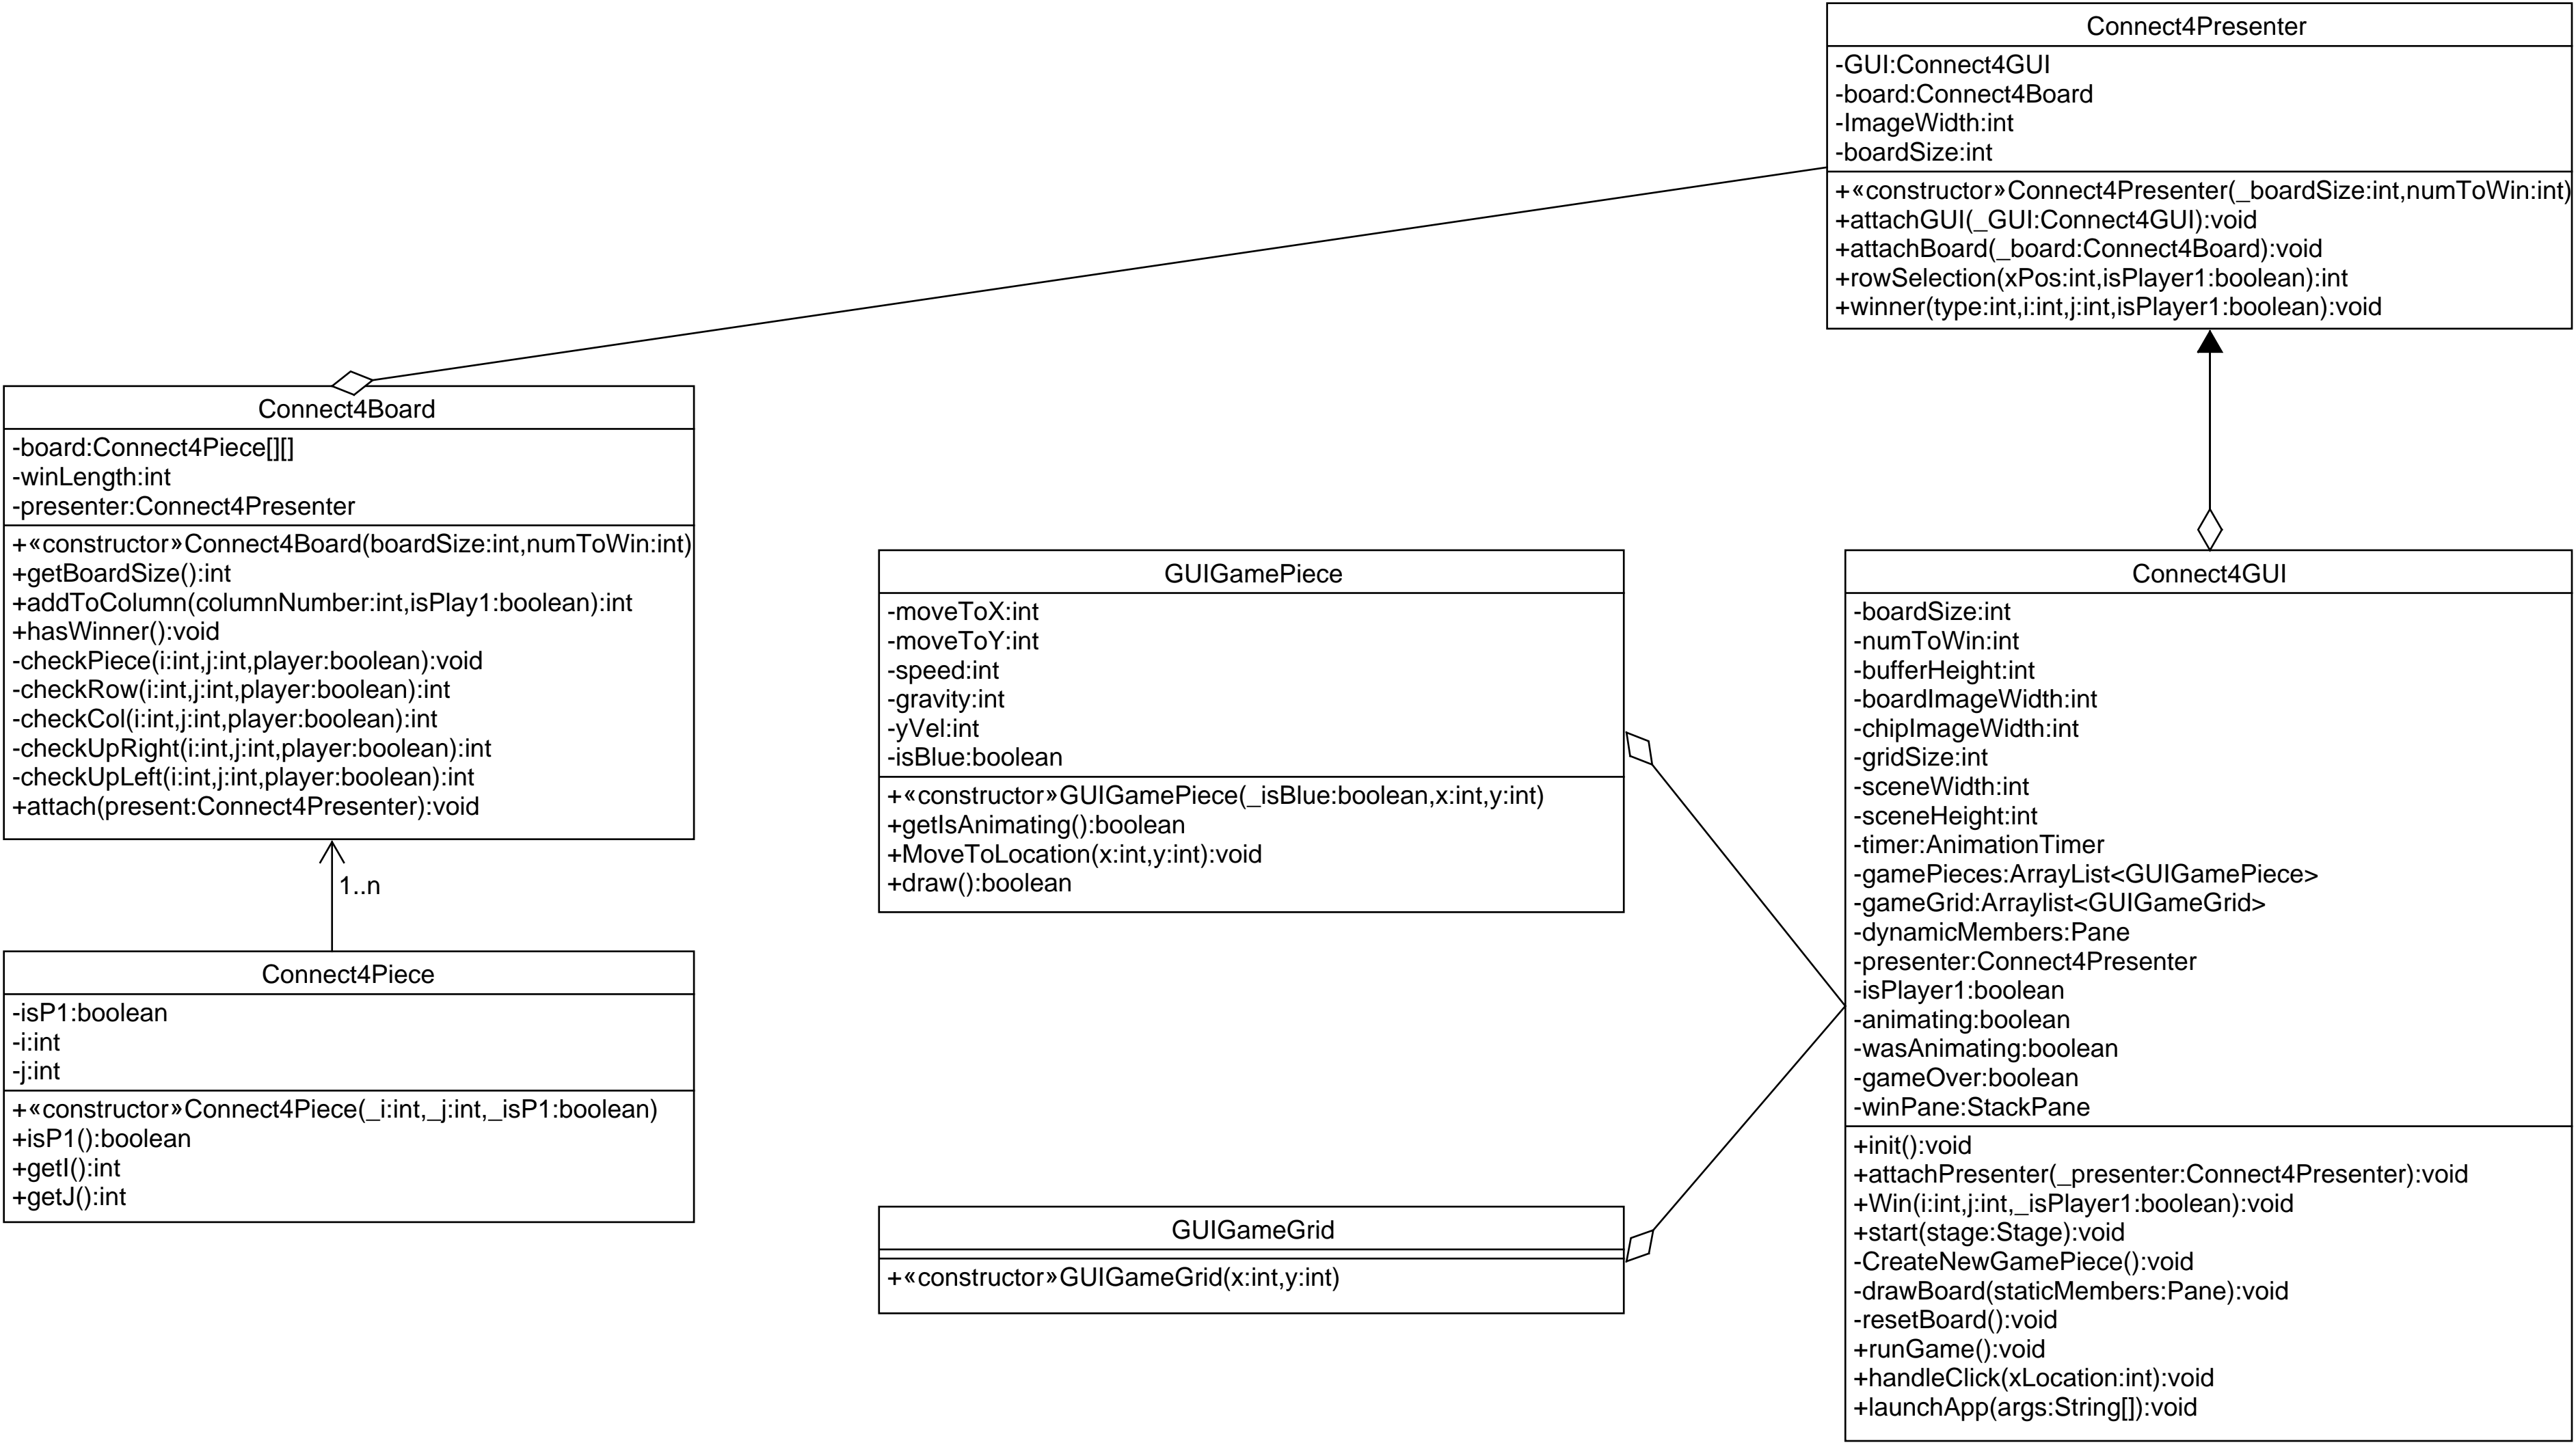 Connect4Presenter
-GUI:Connect4GUI
-board:Connect4Board
-ImageWidth:int
-boardSize:int
+«constructor»Connect4Presenter(_boardSize:int,numToWin:int)
+attachGUI(_GUI:Connect4GUI):void
+attachBoard(_board:Connect4Board):void
+rowSelection(xPos:int,isPlayer1:boolean):int
+winner(type:int,i:int,j:int,isPlayer1:boolean):void
Connect4Board
-board:Connect4Piece[][]
-winLength:int
-presenter:Connect4Presenter
+«constructor»Connect4Board(boardSize:int,numToWin:int)
+getBoardSize():int
+addToColumn(columnNumber:int,isPlay1:boolean):int
+hasWinner():void
-checkPiece(i:int,j:int,player:boolean):void
-checkRow(i:int,j:int,player:boolean):int
-checkCol(i:int,j:int,player:boolean):int
-checkUpRight(i:int,j:int,player:boolean):int
-checkUpLeft(i:int,j:int,player:boolean):int
+attach(present:Connect4Presenter):void
1..n
Connect4Piece
-isP1:boolean
-i:int
-j:int
+«constructor»Connect4Piece(_i:int,_j:int,_isP1:boolean)
+isP1():boolean
+getI():int
+getJ():int
GUIGamePiece
-moveToX:int
-moveToY:int
-speed:int
-gravity:int
-yVel:int
-isBlue:boolean
+«constructor»GUIGamePiece(_isBlue:boolean,x:int,y:int)
+getIsAnimating():boolean
+MoveToLocation(x:int,y:int):void
+draw():boolean
GUIGameGrid
+«constructor»GUIGameGrid(x:int,y:int)
Connect4GUI
-boardSize:int
-numToWin:int
-bufferHeight:int
-boardImageWidth:int
-chipImageWidth:int
-gridSize:int
-sceneWidth:int
-sceneHeight:int
-timer:AnimationTimer
-gamePieces:ArrayList<GUIGamePiece>
-gameGrid:Arraylist<GUIGameGrid>
-dynamicMembers:Pane
-presenter:Connect4Presenter
-isPlayer1:boolean
-animating:boolean
-wasAnimating:boolean
-gameOver:boolean
-winPane:StackPane
+init():void
+attachPresenter(_presenter:Connect4Presenter):void
+Win(i:int,j:int,_isPlayer1:boolean):void
+start(stage:Stage):void
-CreateNewGamePiece():void
-drawBoard(staticMembers:Pane):void
-resetBoard():void
+runGame():void
+handleClick(xLocation:int):void
+launchApp(args:String[]):void